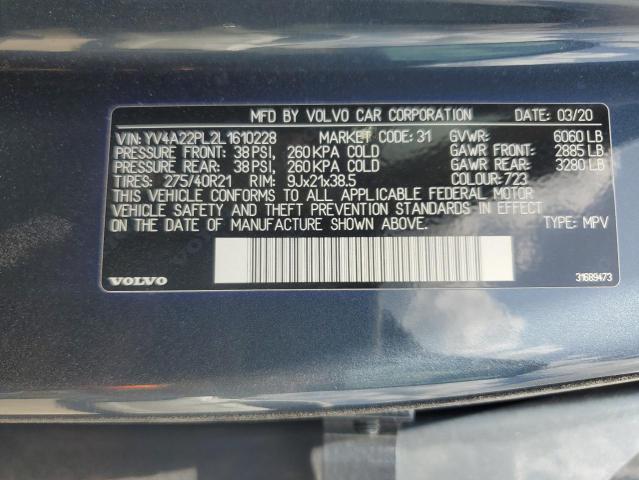 MFD BY VOLVO CAR CORPORATION DATE: 03/20
VIN: YV4A22PL2L1610228 MARKET CODE: 31 GVWR: 6060 LB
PRESSURE FRONT: 38 PSI, 260 KPA COLD GAWR FRONT: 2885 LB
PRESSURE REAR: 38 PSI, 260 KPA COLD GAWR REAR: 3280 LB
TIRES: 275/40R21 RIM: 9Jx21x38.5 COLOUR: 723
THIS VEHICLE CONFORMS TO ALL APPLICABLE FEDERAL MOTOR
VEHICLE SAFETY AND THEFT PREVENTION STANDARDS IN EFFECT
ON THE DATE OF MANUFACTURE SHOWN ABOVE. TYPE: MPV
VOLVO 31689473